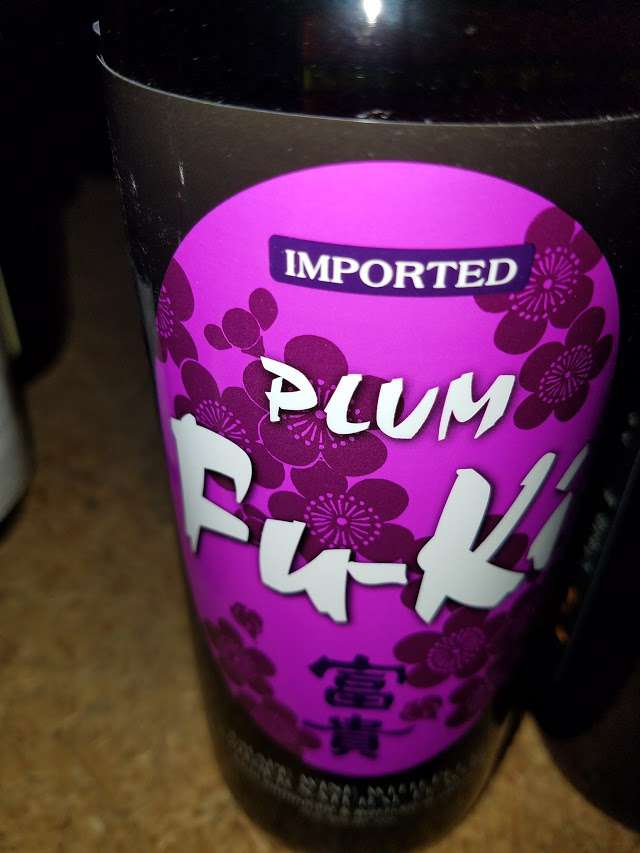 IMPORTED
PLUM
Fu-Ki
富
貴